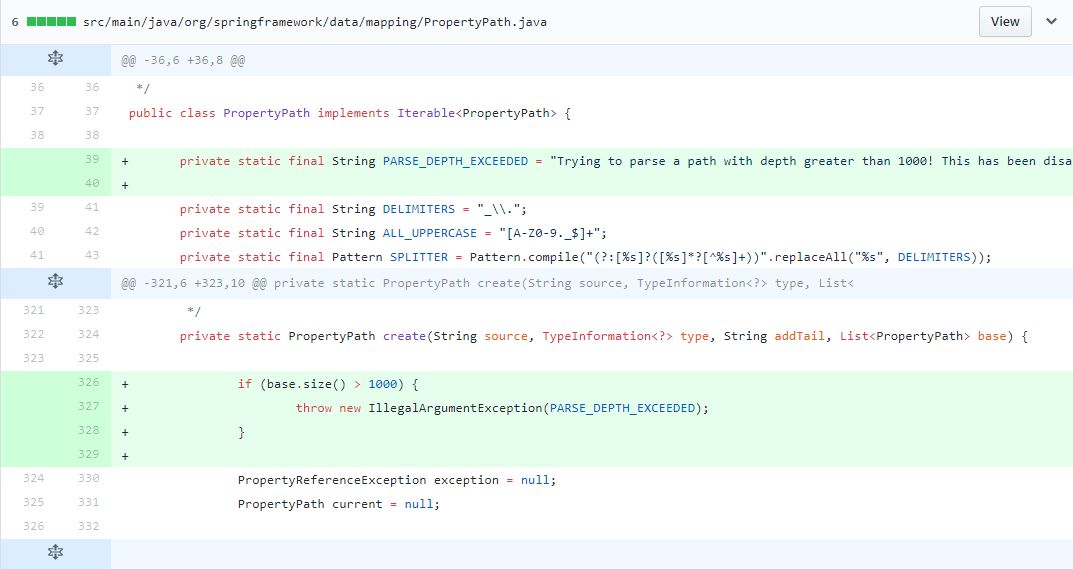 6 src/main/java/org/springframework/data/mapping/PropertyPath.java View
@@ -36,6 +36,8 @@
36 36 */
37 37 public class PropertyPath implements Iterable<PropertyPath> {
38 38
39 + private static final String PARSE_DEPTH_EXCEEDED = "Trying to parse a path with depth greater than 1000! This has been disa
40 +
39 41 private static final String DELIMITERS = "_\\.";
40 42 private static final String ALL_UPPERCASE = "[A-Z0-9._$]+";
41 43 private static final Pattern SPLITTER = Pattern.compile("(?:[%s]?([%s]*?[^%s]+))".replaceAll("%s", DELIMITERS));
@@ -321,6 +323,10 @@ private static PropertyPath create(String source, TypeInformation<?> type, List<
321 323 */
322 324 private static PropertyPath create(String source, TypeInformation<?> type, String addTail, List<PropertyPath> base) {
323 325
326 + if (base.size() > 1000) {
327 + throw new IllegalArgumentException(PARSE_DEPTH_EXCEEDED);
328 + }
329 +
324 330 PropertyReferenceException exception = null;
325 331 PropertyPath current = null;
326 332